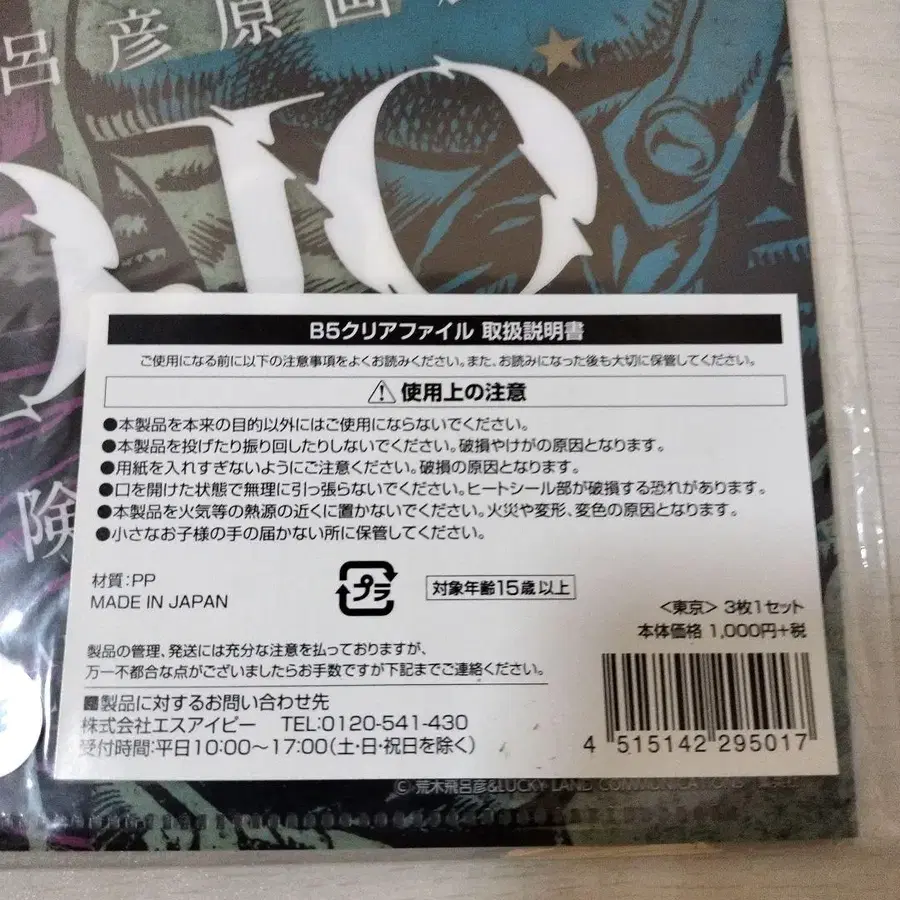 呂彦原画
OJO
険
B5クリアファイル 取扱説明書
ご使用になる前に以下の注意事項をよくお読みください。また、お読みになった後も大切に保管してください。
⚠使用上の注意
●本製品を本来の目的以外にはご使用にならないでください。
●本製品を投げたり振り回したりしないでください。破損やけがの原因となります。
●用紙を入れすぎないようにご注意ください。破損の原因となります。
●口を開けた状態で無理に引っ張らないでください。ヒートシール部が破損する恐れがあります。
●本製品を火気等の熱源の近くに置かないでください。火災や変形、変色の原因となります。
●小さなお子様の手の届かない所に保管してください。
材質:PP
MADE IN JAPAN
プラ
対象年齢15歳以上
<東京> 3枚1セット
本体価格 1,000円+税
製品の管理、発送には充分な注意を払っておりますが、
万一不都合な点がございましたらお手数ですが下記までご連絡ください。
■製品に対するお問い合わせ先
株式会社エスアイピー TEL:0120-541-430
受付時間:平日10:00~17:00(土・日・祝日を除く)
4 515142 295017
© 荒木飛呂彦&LUCKY LAND COMMUNICATIONS